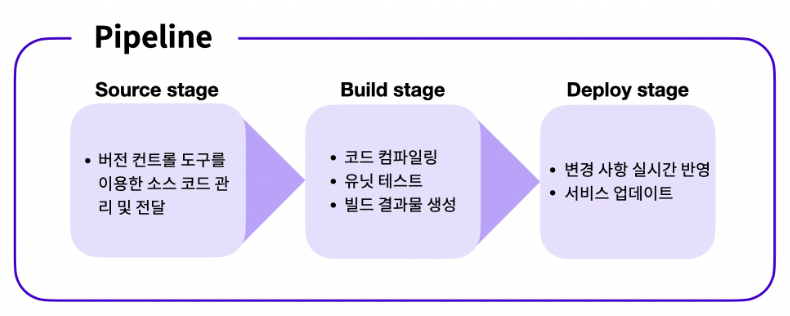 Pipeline
Source stage
• 버전 컨트롤 도구를
이용한 소스 코드 관
리 및 전달
Build stage
• 코드 컴파일링
• 유닛 테스트
• 빌드 결과물 생성
Deploy stage
• 변경 사항 실시간 반영
• 서비스 업데이트